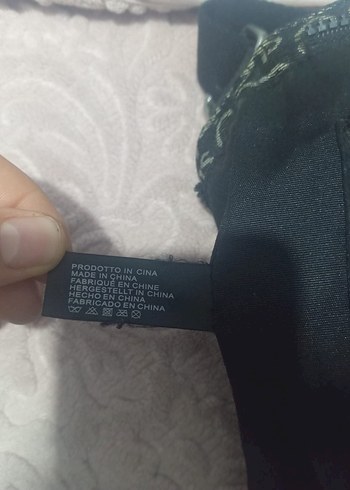 PRODOTTO IN CINA
MADE IN CHINA
FABRIQUÉ EN CHINE
HERGESTELLT IN CHINA
HECHO EN CHINA
FABRICADO EN CHINA